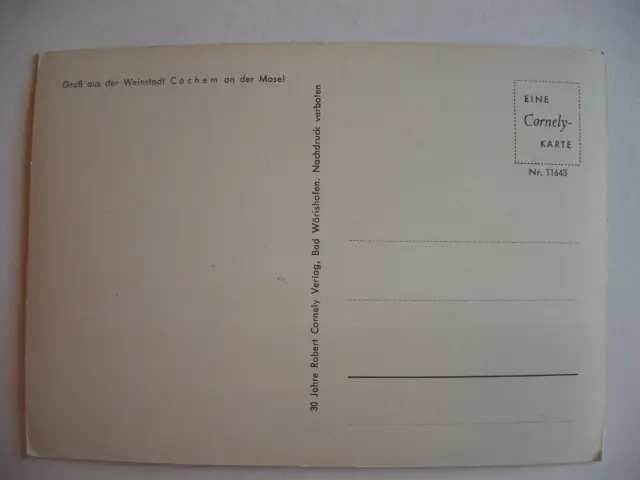 Gruß aus der Weinstadt Cochem an der Mosel
30 Jahre Robert Cornely Verlag, Bad Wörishofen. Nachdruck verboten
EINE
Cornely-
KARTE
Nr. 11643